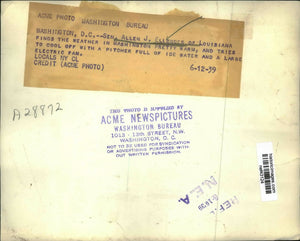 ACME PHOTO WASHINGTON BUREAU
WASHINGTON, D.C.--Sen. Allen J. Ellender of Louisiana
FINDS THE WEATHER IN WASHINGTON PRETTY WARM, AND TRIES
TO COOL OFF WITH A PITCHER FULL OF ICE WATER AND A LARGE
ELECTRIC FAN.
LOCALS NY CL
CREDIT (ACME PHOTO) 6-12-39
A28872
THIS PHOTO IS SUPPLIED BY
ACME NEWSPICTURES
WASHINGTON BUREAU
1013 - 13th STREET, N.W.
WASHINGTON, D.C.
NOT TO BE USED FOR SYNDICATION
OR ADVERTISING PURPOSES WITH-
OUT WRITTEN PERMISSION.
N.E.A.
1939